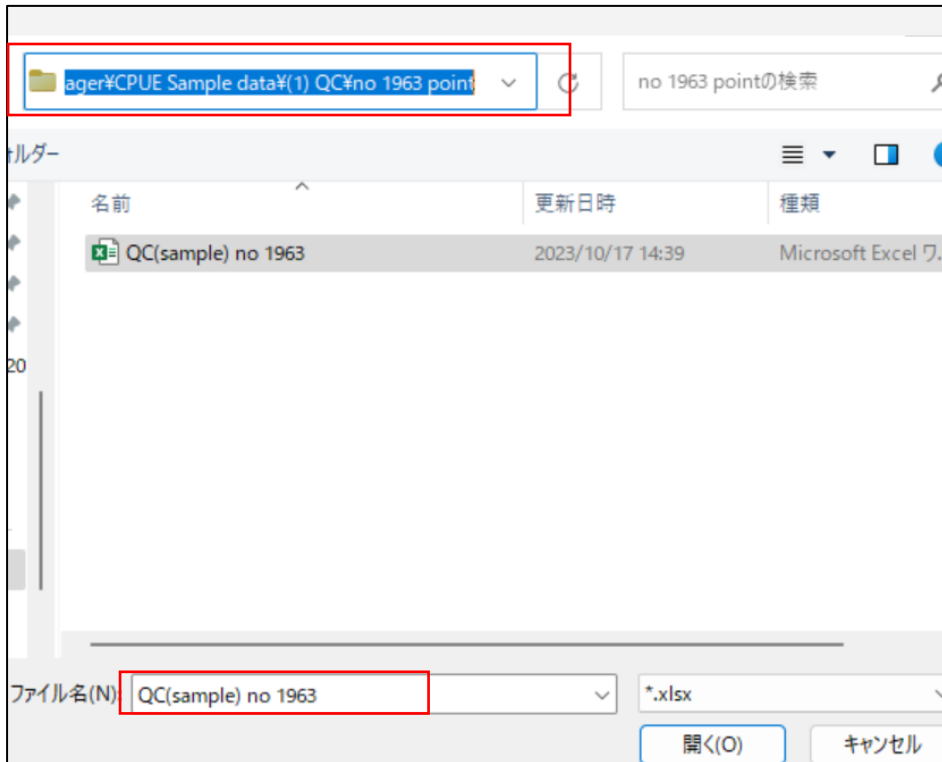 ager¥CPUE Sample data¥(1) QC¥no 1963 point
no 1963 pointの検索
ォルダー
名前 更新日時 種類
QC(sample) no 1963 2023/10/17 14:39 Microsoft Excel ワ.
20
ファイル名(N): QC(sample) no 1963 *.xlsx
開く(O) キャンセル